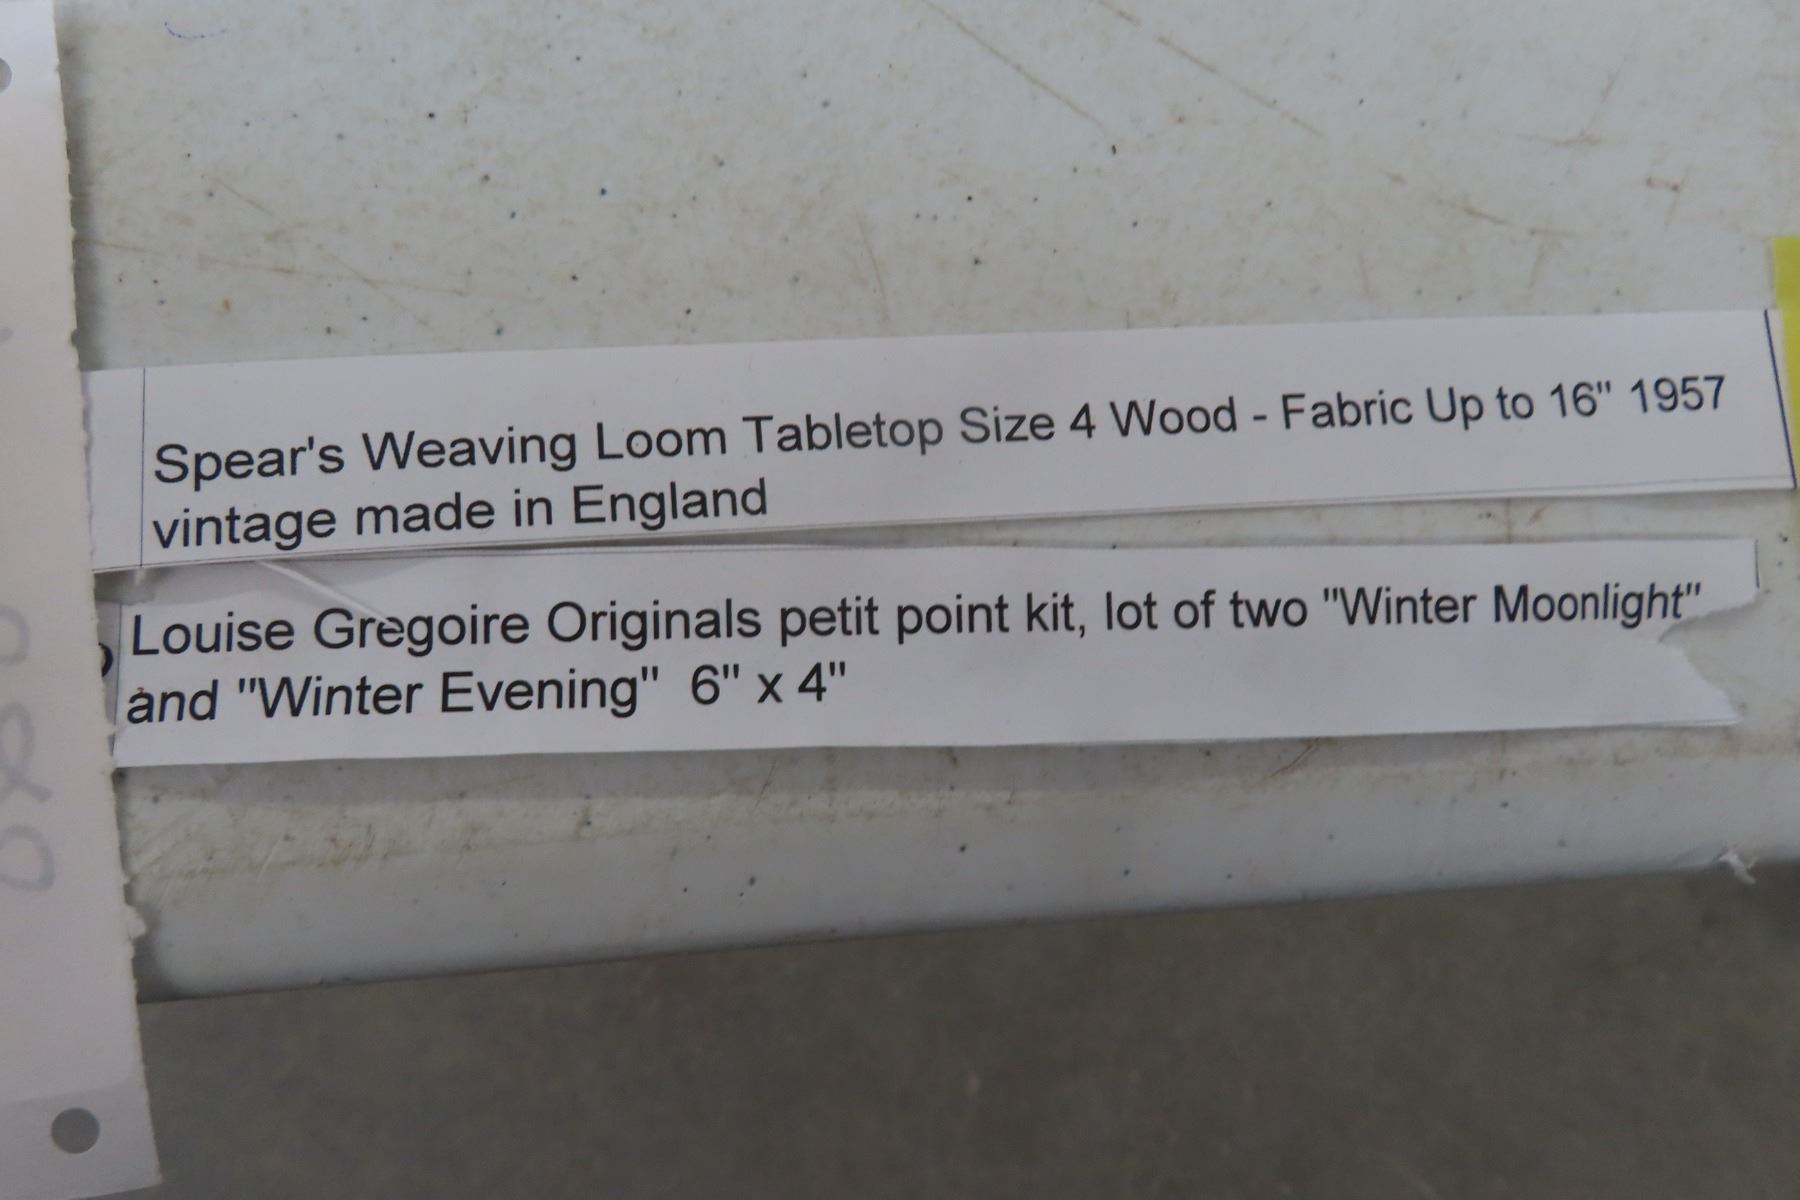 Spear's Weaving Loom Tabletop Size 4 Wood - Fabric Up to 16" 1957
vintage made in England
Louise Gregoire Originals petit point kit, lot of two "Winter Moonlight"
and "Winter Evening" 6" x 4"